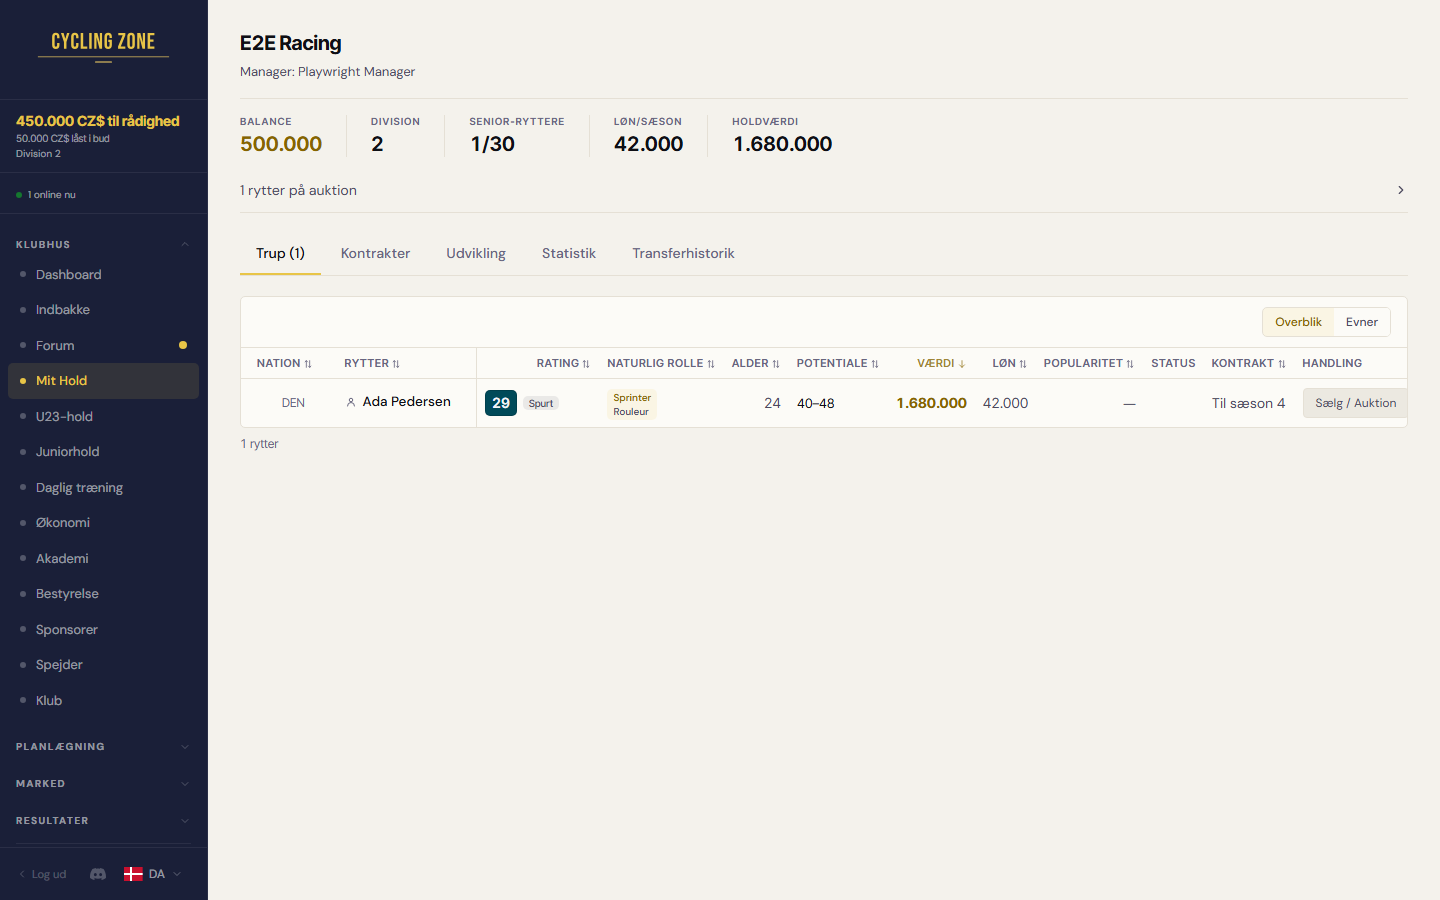 CYCLING ZONE
450.000 CZ$ til rådighed
50.000 CZ$ låst i bud
Division 2
1 online nu
KLUBHUS
Dashboard
Indbakke
Forum
Mit Hold
U23-hold
Juniorhold
Daglig træning
Økonomi
Akademi
Bestyrelse
Sponsorer
Spejder
Klub
PLANLÆGNING
MARKED
RESULTATER
Log ud
DA
E2E Racing
Manager: Playwright Manager
BALANCE DIVISION SENIOR-RYTTERE LØN/SÆSON HOLDVÆRDI
500.000 2 1/30 42.000 1.680.000
1 rytter på auktion
Trup (1) Kontrakter Udvikling Statistik Transferhistorik
Overblik Evner
NATION RYTTER RATING NATURLIG ROLLE ALDER POTENTIALE VÆRDI LØN POPULARITET STATUS KONTRAKT HANDLING
DEN Ada Pedersen 29 Spurt Sprinter 24 40–48 1.680.000 42.000 — Til sæson 4 Sælg / Auktion
Rouleur
1 rytter